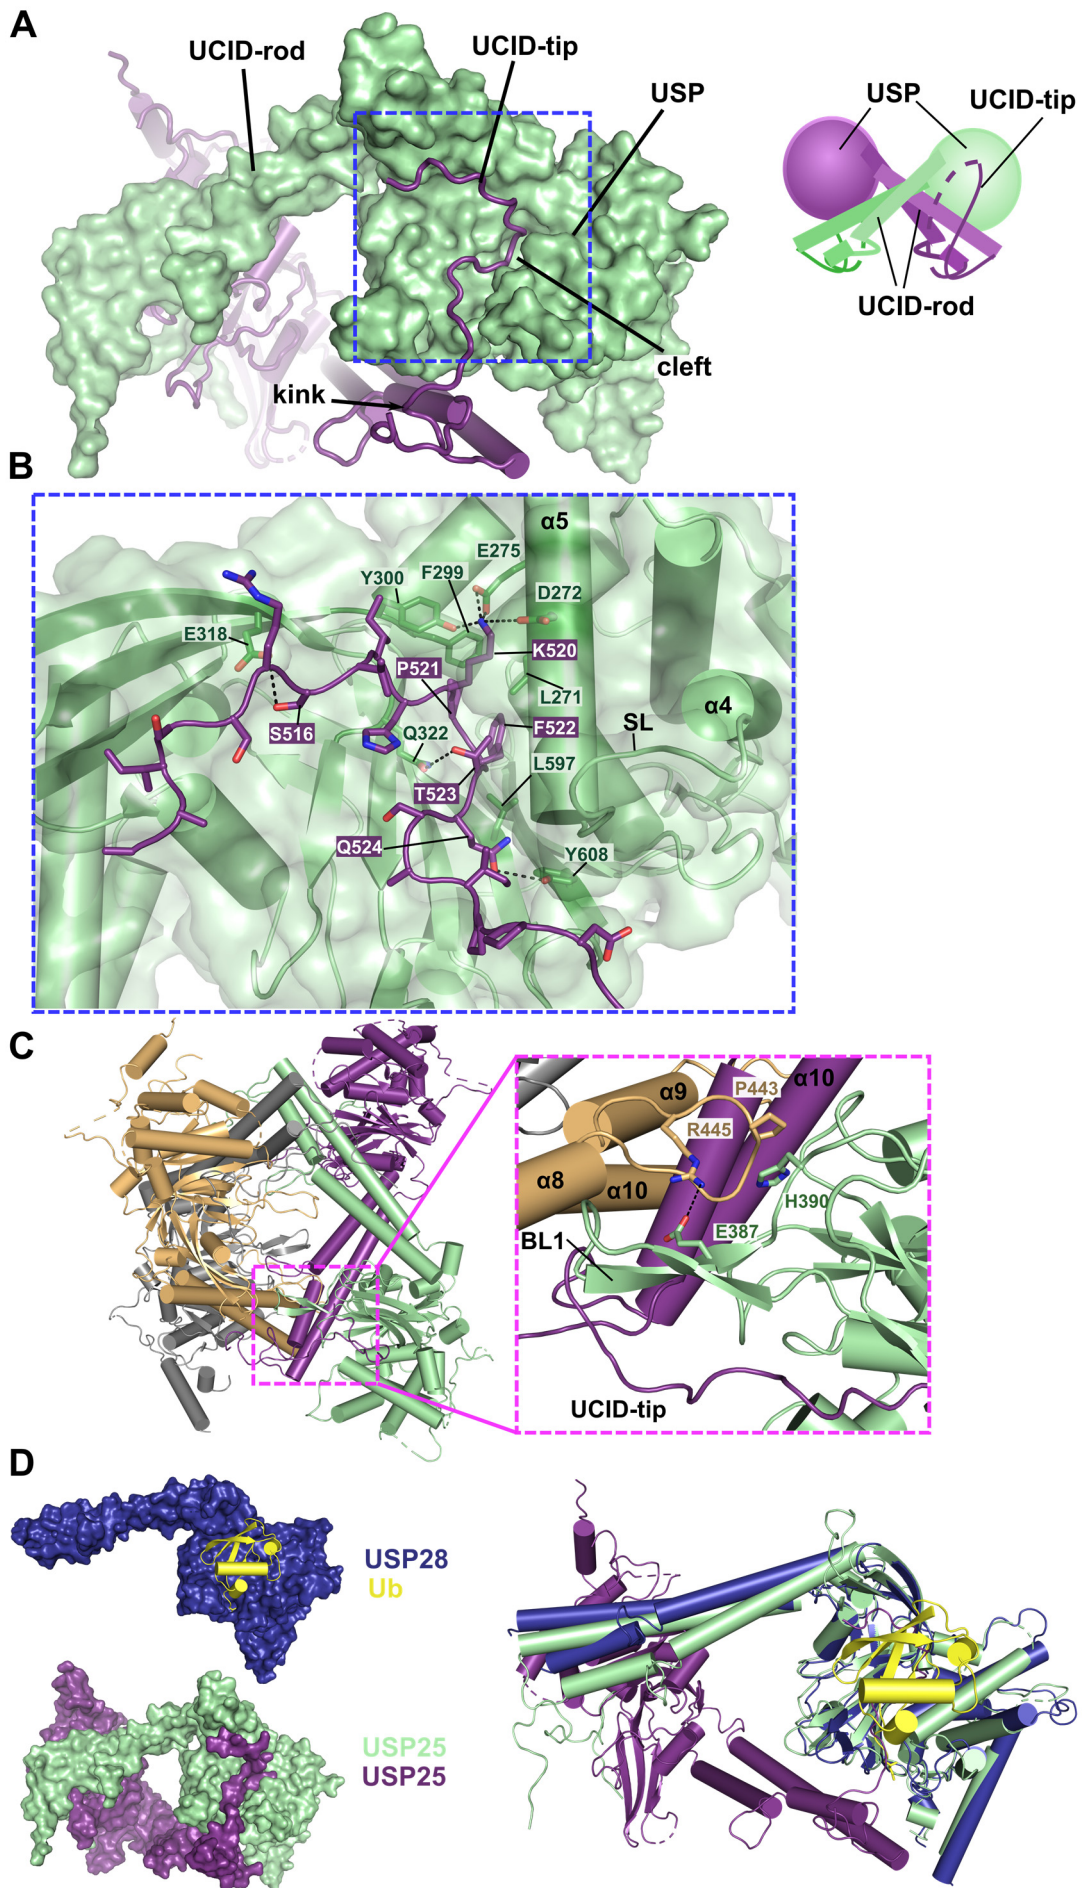 A
UCID-rod
UCID-tip
USP
cleft
kink
USP
UCID-tip
UCID-rod
B
α5
E275
F299
Y300
D272
E318
K520
P521
L271
α4
S516
Q322
F522
SL
L597
T523
Q524
Y608
C
α10
α9
P443
R445
α8
α10
H390
E387
BL1
UCID-tip
D
USP28
Ub
USP25
USP25